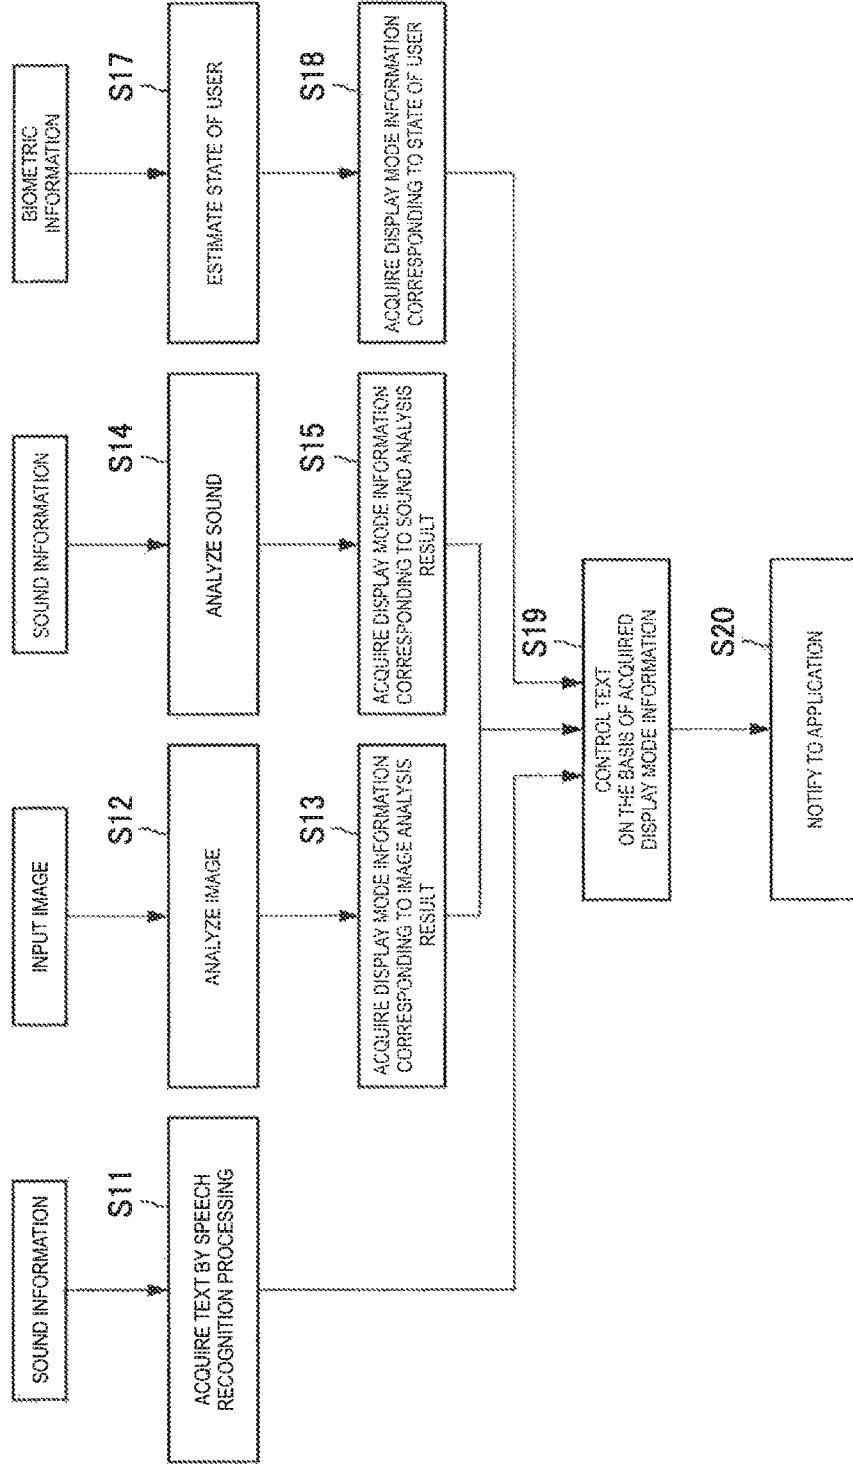 SOUND INFORMATION
S11
ACQUIRE TEXT BY SPEECH
RECOGNITION PROCESSING
INPUT IMAGE
S12
ANALYZE IMAGE
S13
ACQUIRE DISPLAY MODE INFORMATION
CORRESPONDING TO IMAGE ANALYSIS
RESULT
SOUND INFORMATION
S14
ANALYZE SOUND
S15
ACQUIRE DISPLAY MODE INFORMATION
CORRESPONDING TO SOUND ANALYSIS
RESULT
BIOMETRIC
INFORMATION
S17
ESTIMATE STATE OF USER
S18
ACQUIRE DISPLAY MODE INFORMATION
CORRESPONDING TO STATE OF USER
S19
CONTROL TEXT
ON THE BASIS OF ACQUIRED
DISPLAY MODE INFORMATION
S20
NOTIFY TO APPLICATION